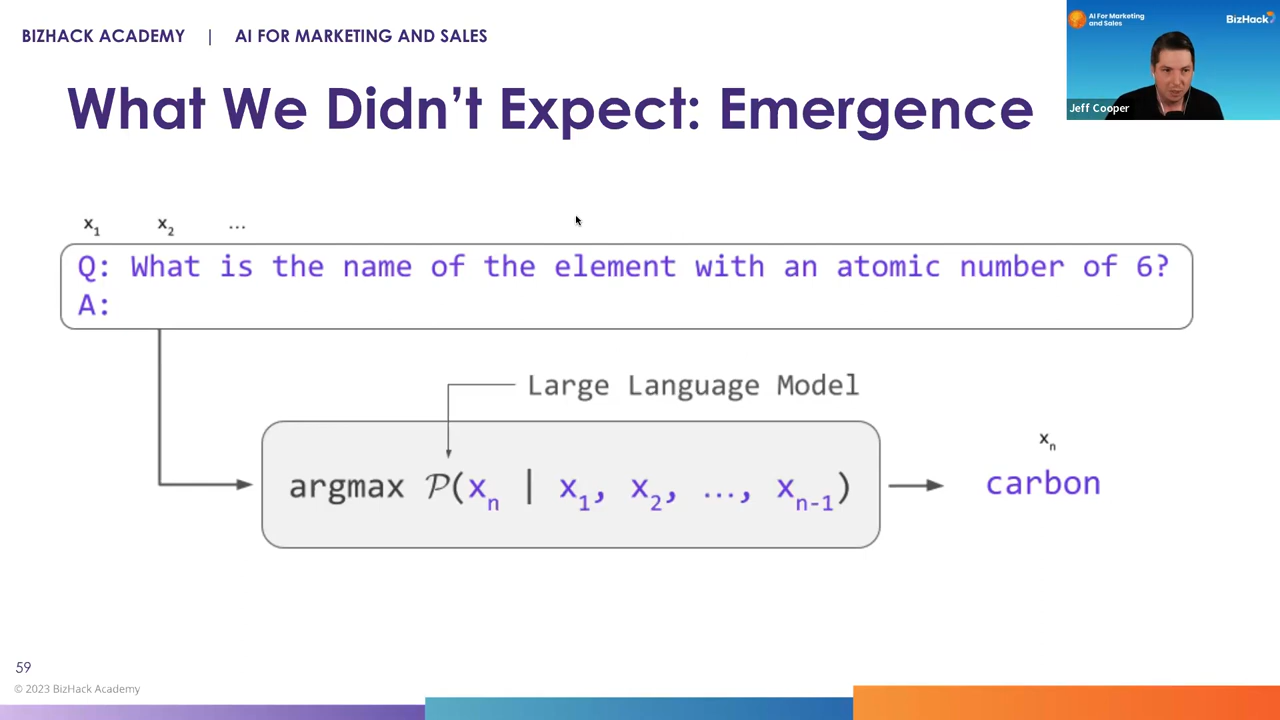 BIZHACK ACADEMY | AI FOR MARKETING AND SALES
AI For Marketing
and Sales
BizHack
Jeff Cooper
What We Didn't Expect: Emergence
x1 x2 ...
Q: What is the name of the element with an atomic number of 6?
A:
Large Language Model
argmax P(xn | x1, x2, ..., xn-1)
xn
carbon
59
© 2023 BizHack Academy